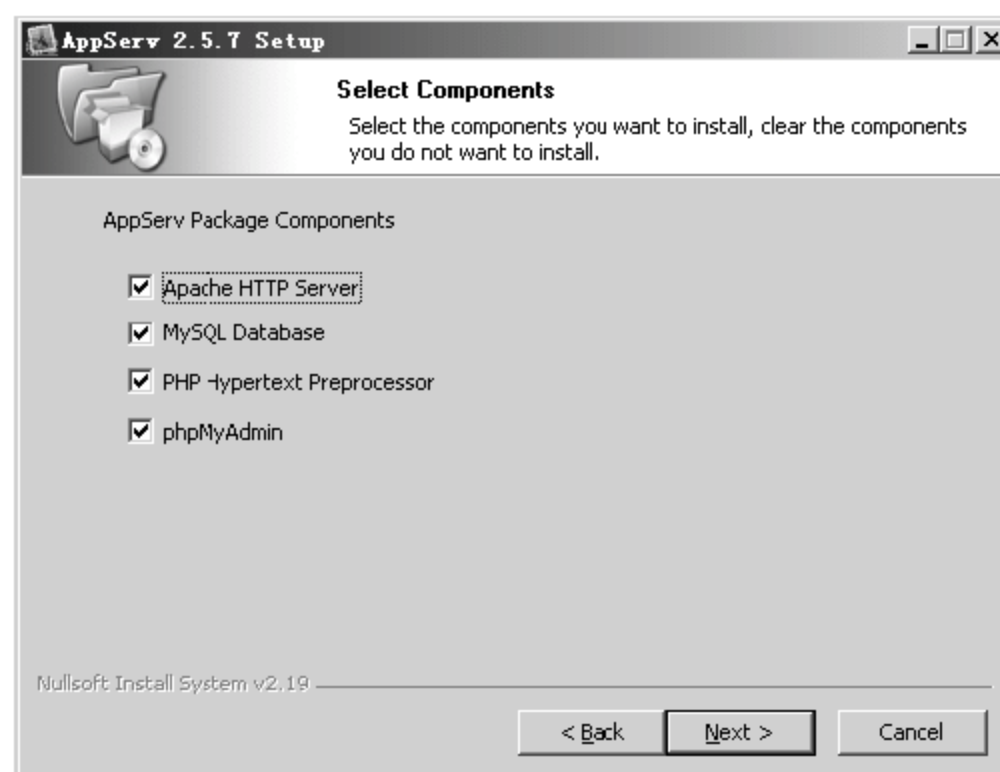 AppServ 2.5.7 Setup
Select Components
Select the components you want to install, clear the components
you do not want to install.
AppServ Package Components
Apache HTTP Server
MySQL Database
PHP Hypertext Preprocessor
phpMyAdmin
Nullsoft Install System v2.19
< Back
Next >
Cancel